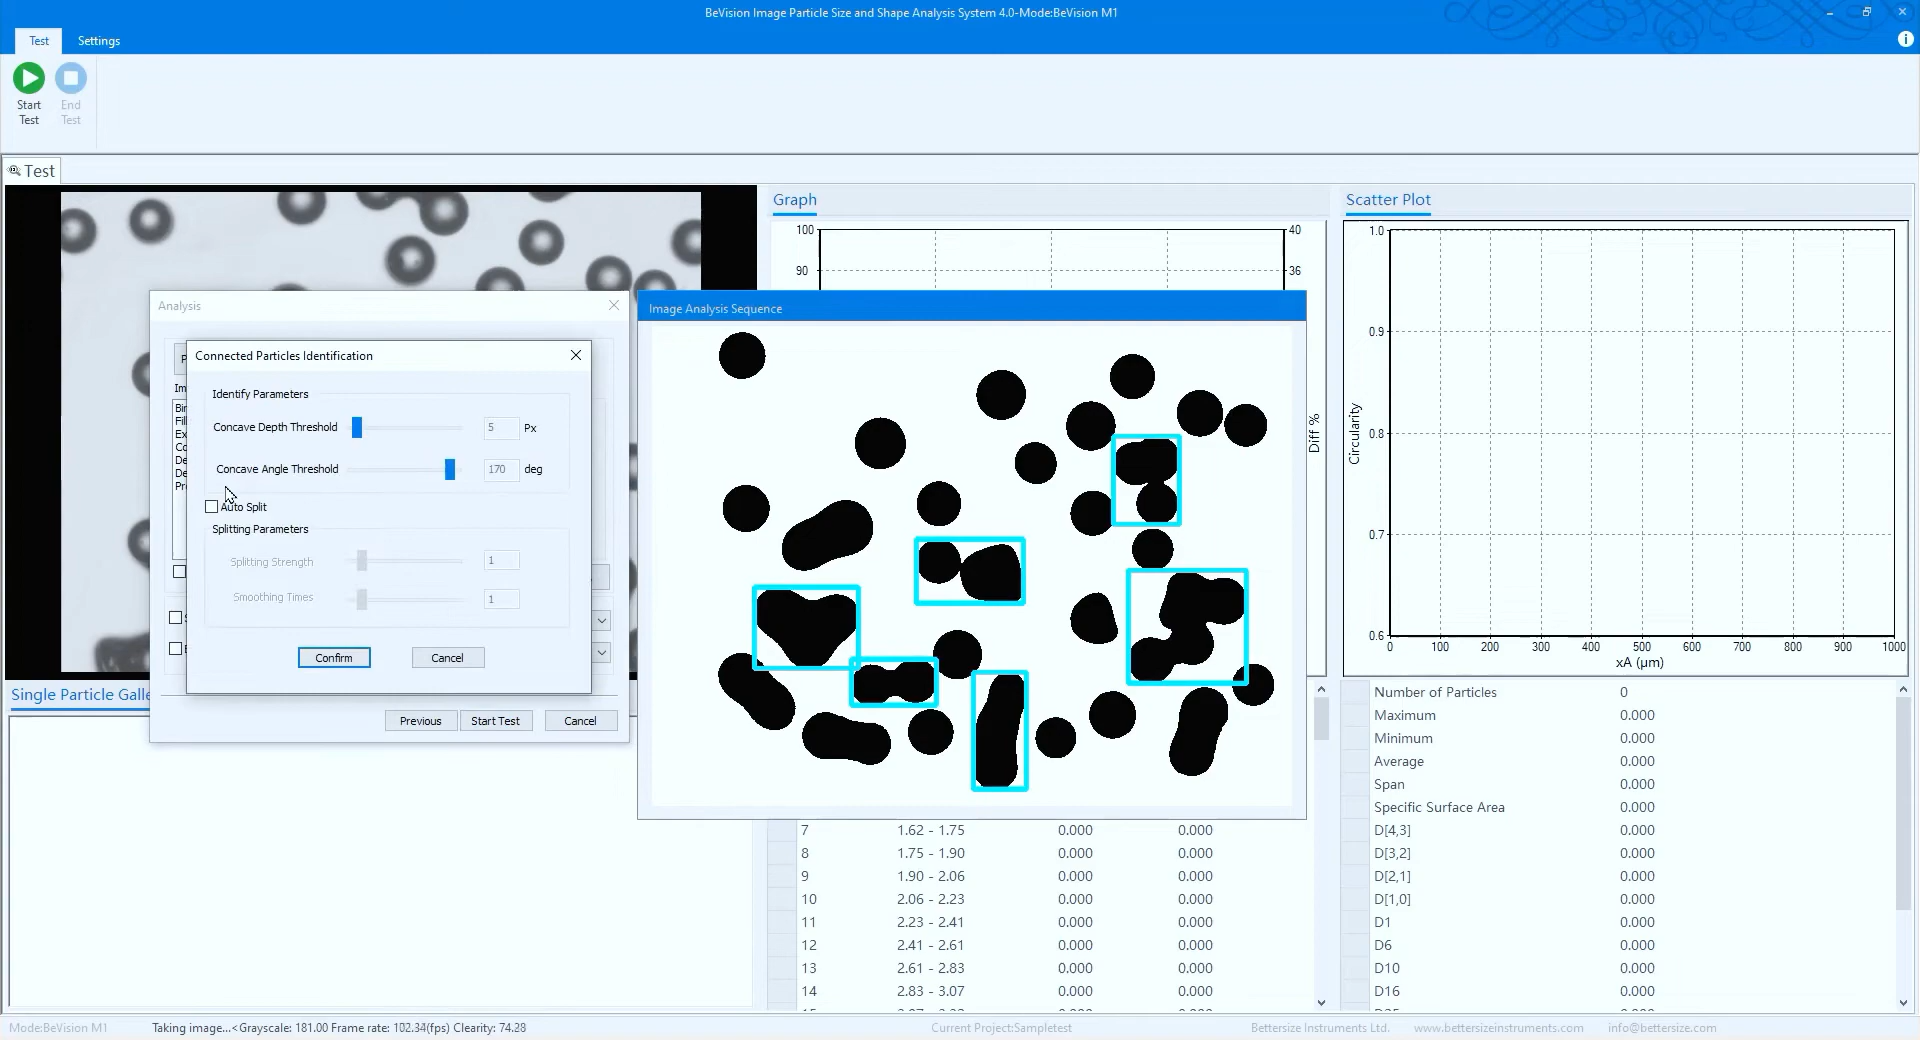 BeVision Image Particle Size and Shape Analysis System 4.0-Mode:BeVision M1
Test Settings
Start Test
End Test
Test
Graph
100
90
40
36
Diff %
Scatter Plot
1.0
0.9
0.8
0.7
0.6
Circularity
0 100 200 300 400 500 600 700 800 900 1000
xA (μm)
Analysis
Connected Particles Identification
Identify Parameters
Concave Depth Threshold 5 Px
Concave Angle Threshold 170 deg
Auto Split
Splitting Parameters
Splitting Strength 1
Smoothing Times 1
Confirm Cancel
Im
Bir
Fil
Ex
Co
De
De
Pr
Previous Start Test Cancel
Image Analysis Sequence
Single Particle Galle
7 1.62 - 1.75 0.000 0.000
8 1.75 - 1.90 0.000 0.000
9 1.90 - 2.06 0.000 0.000
10 2.06 - 2.23 0.000 0.000
11 2.23 - 2.41 0.000 0.000
12 2.41 - 2.61 0.000 0.000
13 2.61 - 2.83 0.000 0.000
14 2.83 - 3.07 0.000 0.000
Number of Particles 0
Maximum 0.000
Minimum 0.000
Average 0.000
Span 0.000
Specific Surface Area 0.000
D[4,3] 0.000
D[3,2] 0.000
D[2,1] 0.000
D[1,0] 0.000
D1 0.000
D6 0.000
D10 0.000
D16 0.000
Mode:BeVision M1 Taking image...<Grayscale: 181.00 Frame rate: 102.34(fps) Clearity: 74.28 Current Project:Sampletest Bettersize Instruments Ltd. www.bettersizeinstruments.com info@bettersize.com